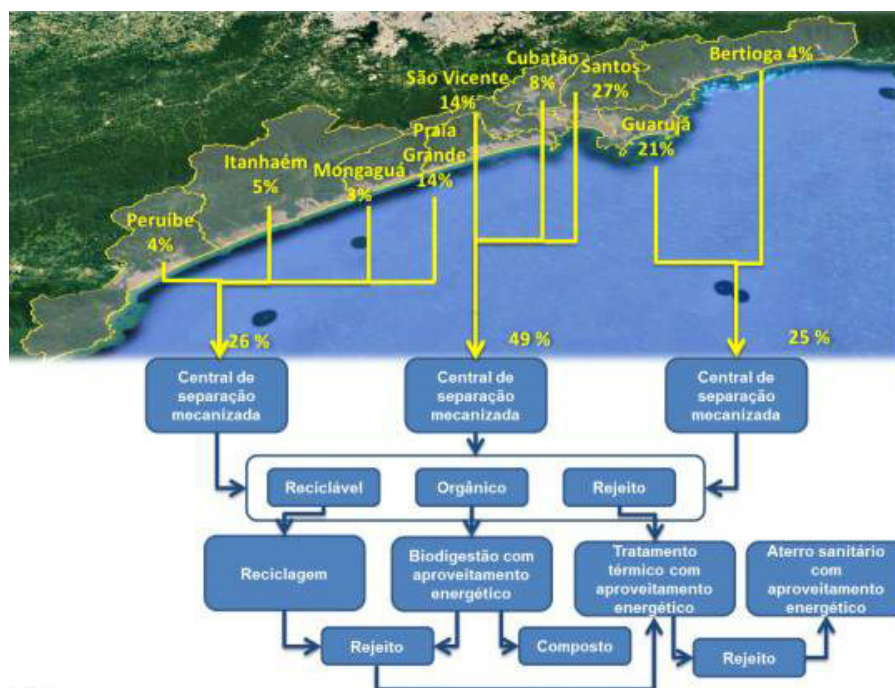 Bertioga 4%
Cubatão
8%
Santos
27%
São Vicente
14%
Guarujá
21%
Praia
Grande
14%
Itanhaém
5%
Mongaguá
3%
Peruíbe
4%
26 %
49 %
25 %
Central de
separação
mecanizada
Central de
separação
mecanizada
Central de
separação
mecanizada
Reciclável
Orgânico
Rejeito
Reciclagem
Biodigestão com
aproveitamento
energético
Tratamento
térmico com
aproveitamento
energético
Aterro sanitário
com
aproveitamento
energético
Rejeito
Composto
Rejeito